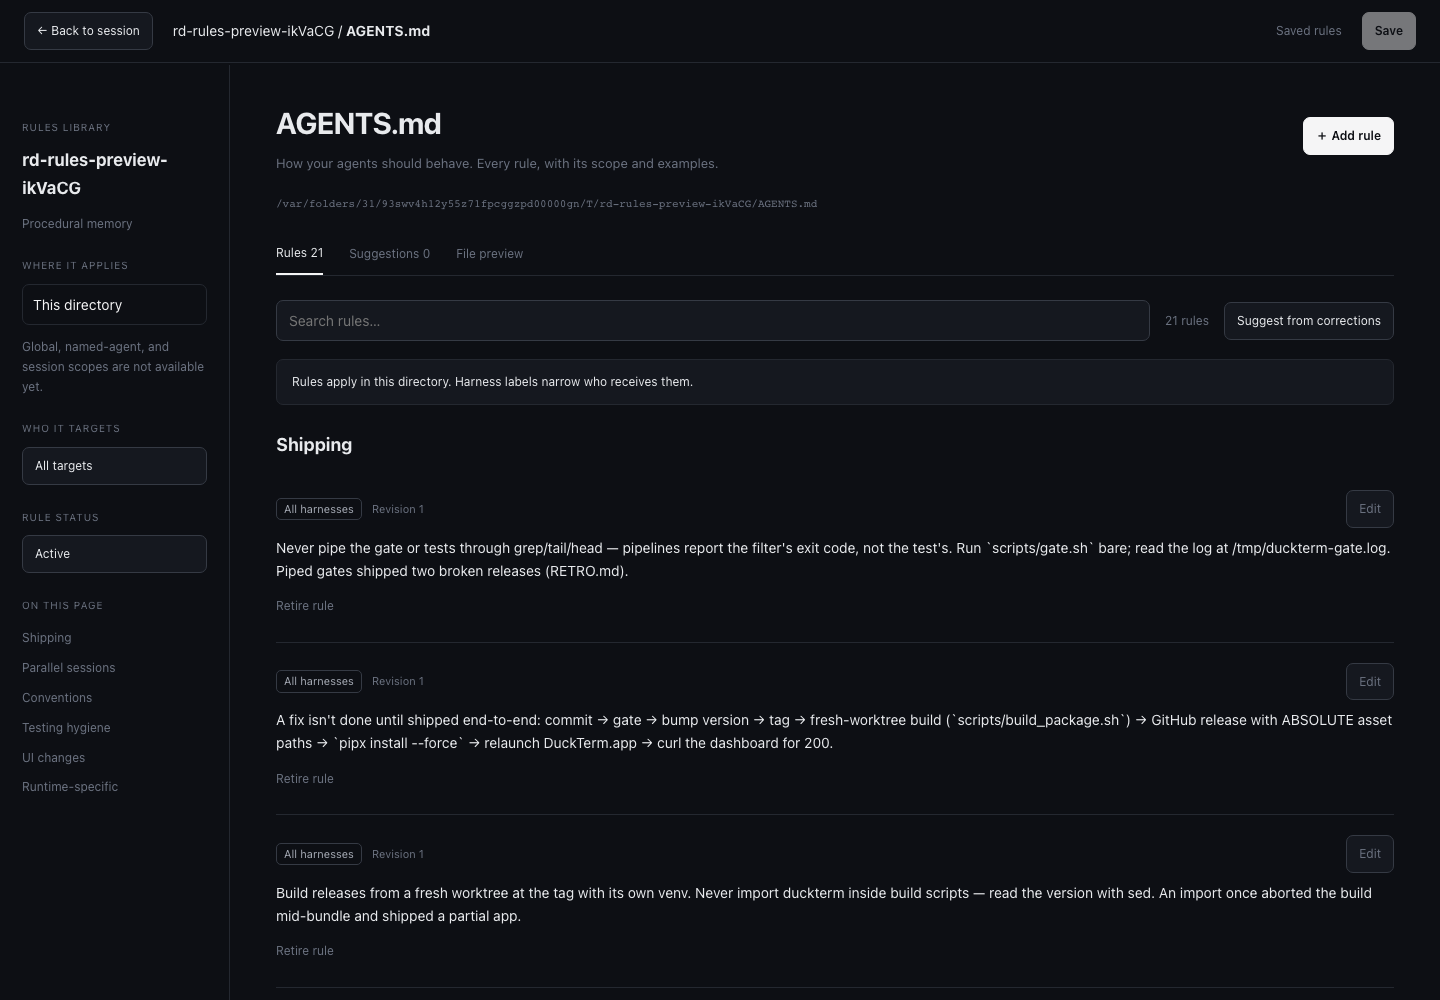 ← Back to session
rd-rules-preview-ikVaCG / AGENTS.md
Saved rules
Save
RULES LIBRARY
rd-rules-preview-
ikVaCG
Procedural memory
WHERE IT APPLIES
This directory
Global, named-agent, and
session scopes are not available
yet.
WHO IT TARGETS
All targets
RULE STATUS
Active
ON THIS PAGE
Shipping
Parallel sessions
Conventions
Testing hygiene
UI changes
Runtime-specific
AGENTS.md
+ Add rule
How your agents should behave. Every rule, with its scope and examples.
/var/folders/31/93swv4h12y55z7lfpcggzpd00000gn/T/rd-rules-preview-ikVaCG/AGENTS.md
Rules 21
Suggestions 0
File preview
Search rules...
21 rules
Suggest from corrections
Rules apply in this directory. Harness labels narrow who receives them.
Shipping
All harnesses
Revision 1
Edit
Never pipe the gate or tests through grep/tail/head — pipelines report the filter's exit code, not the test's. Run `scripts/gate.sh` bare; read the log at /tmp/duckterm-gate.log.
Piped gates shipped two broken releases (RETRO.md).
Retire rule
All harnesses
Revision 1
Edit
A fix isn't done until shipped end-to-end: commit → gate → bump version → tag → fresh-worktree build (`scripts/build_package.sh`) → GitHub release with ABSOLUTE asset
paths → `pipx install --force` → relaunch DuckTerm.app → curl the dashboard for 200.
Retire rule
All harnesses
Revision 1
Edit
Build releases from a fresh worktree at the tag with its own venv. Never import duckterm inside build scripts — read the version with sed. An import once aborted the build
mid-bundle and shipped a partial app.
Retire rule